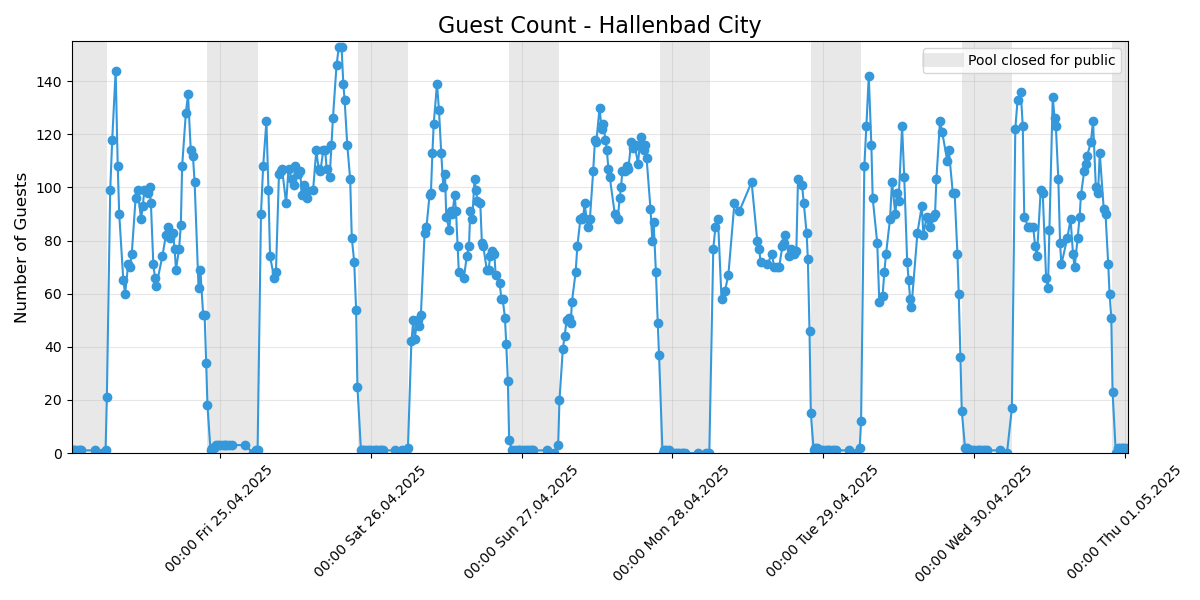 Guest Count - Hallenbad City
Pool closed for public
Number of Guests
140
120
100
80
60
40
20
0
00:00 Fri 25.04.2025
00:00 Sat 26.04.2025
00:00 Sun 27.04.2025
00:00 Mon 28.04.2025
00:00 Tue 29.04.2025
00:00 Wed 30.04.2025
00:00 Thu 01.05.2025